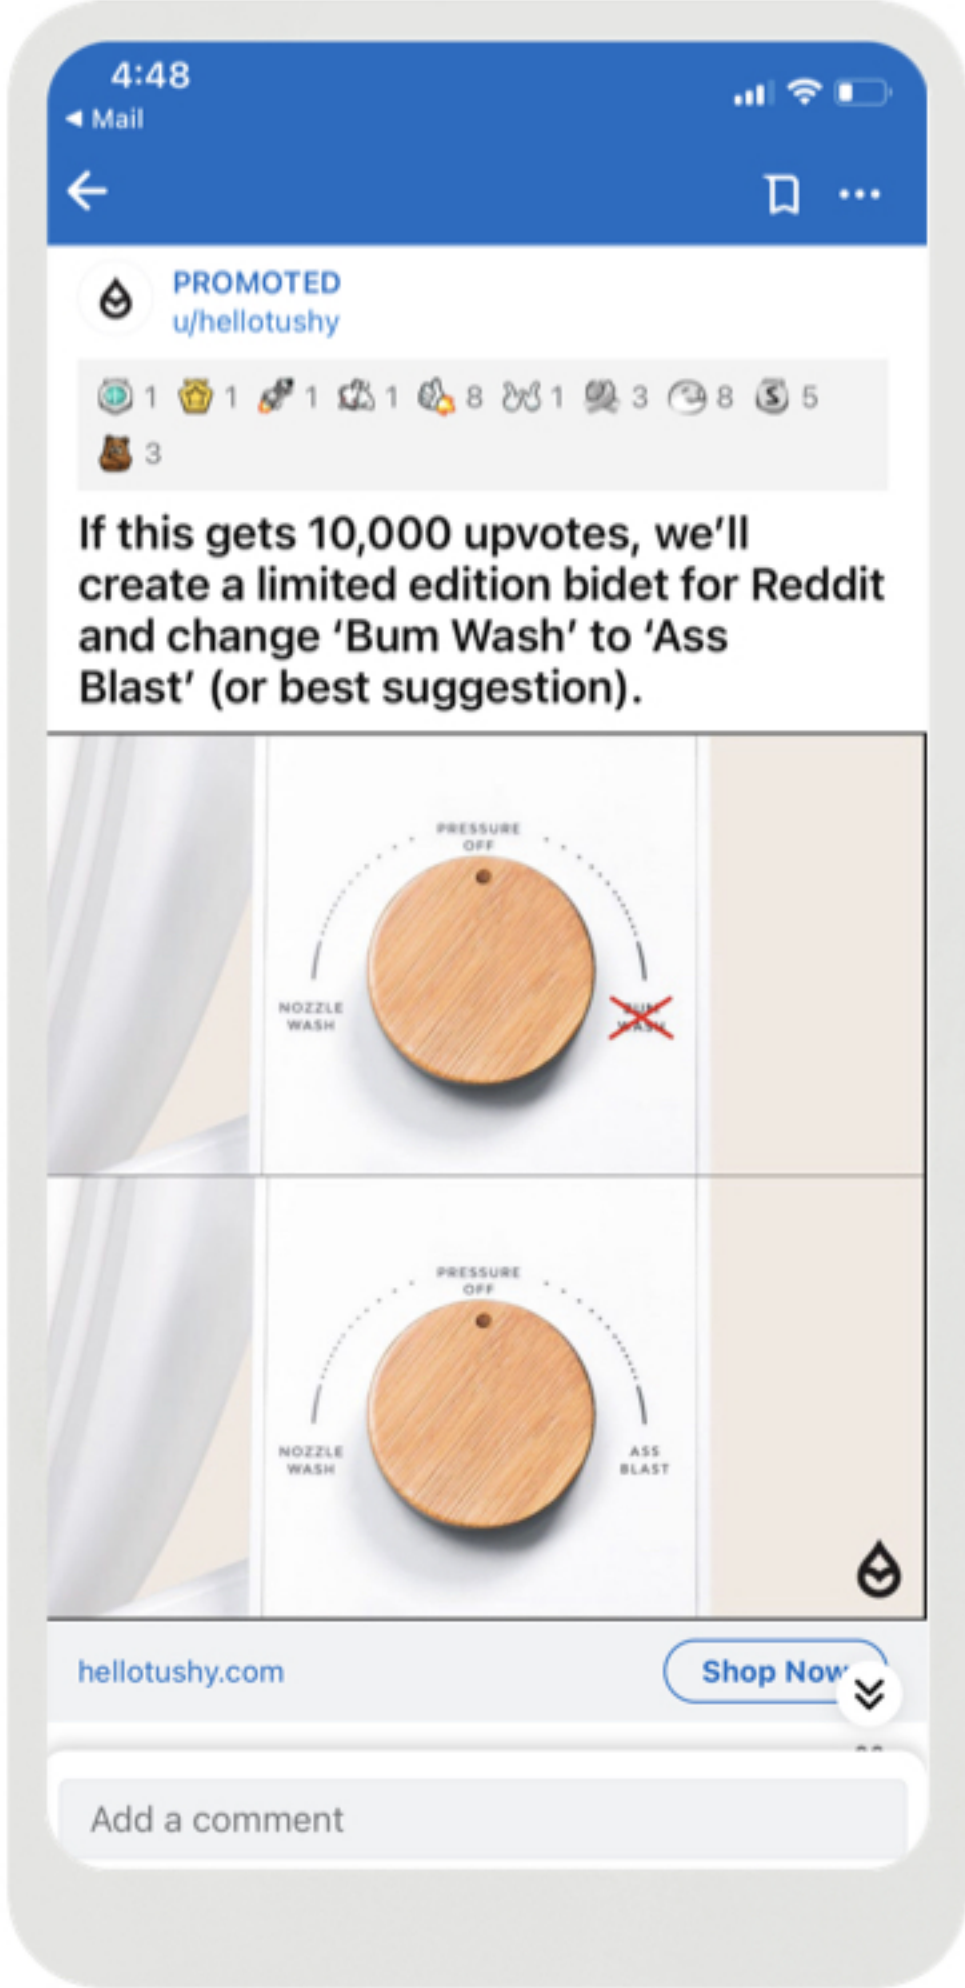 4:48
Mail
PROMOTED
u/hellotushy
1 1 1 1 8 1 3 8 S 5
3
If this gets 10,000 upvotes, we’ll
create a limited edition bidet for Reddit
and change ‘Bum Wash’ to ‘Ass
Blast’ (or best suggestion).
PRESSURE
OFF
NOZZLE
WASH
BUM
WASH
PRESSURE
OFF
NOZZLE
WASH
ASS
BLAST
hellotushy.com
Shop Now
Add a comment